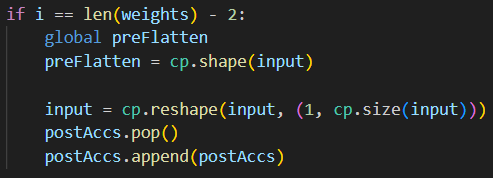 if i == len(weights) - 2:
    global preFlatten
    preFlatten = cp.shape(input)

    input = cp.reshape(input, (1, cp.size(input)))
    postAccs.pop()
    postAccs.append(postAccs)